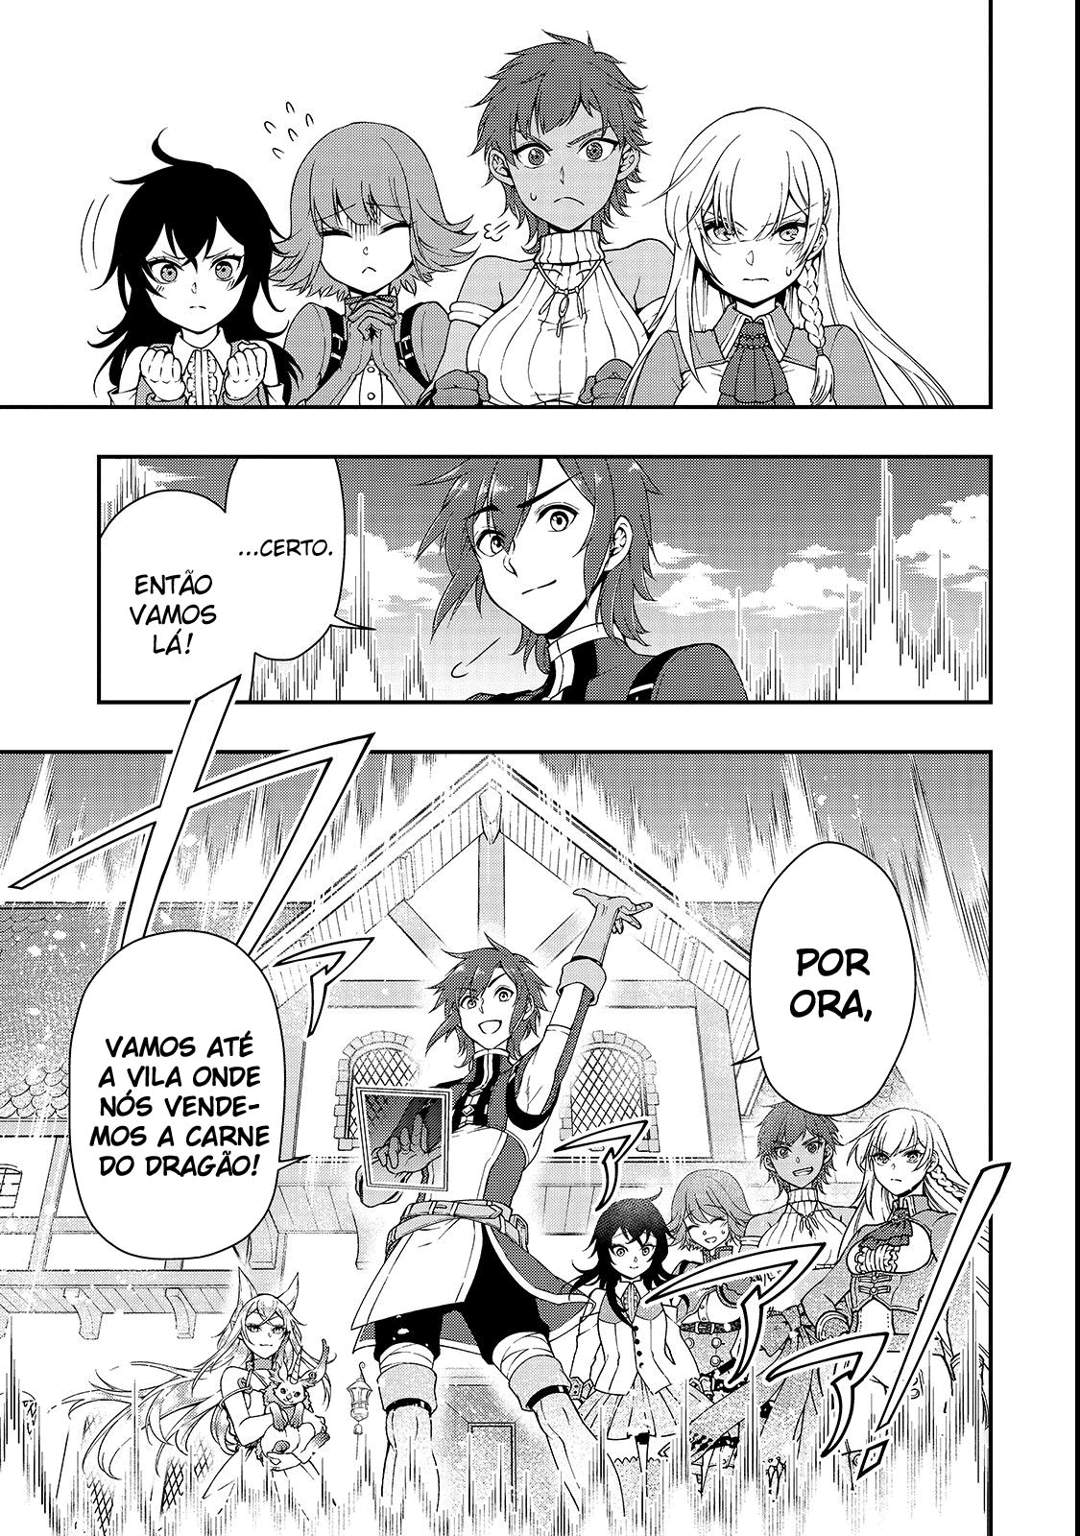 ...CERTO.
ENTÃO
VAMOS
LÁ!
POR
ORA,
VAMOS ATÉ
A VILA ONDE
NÓS VENDE-
MOS A CARNE
DO DRAGÃO!